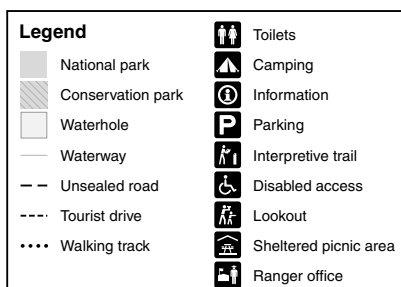 Legend
National park
Conservation park
Waterhole
Waterway
Unsealed road
Tourist drive
Walking track
Toilets
Camping
Information
P Parking
Interpretive trail
Disabled access
Lookout
Sheltered picnic area
Ranger office